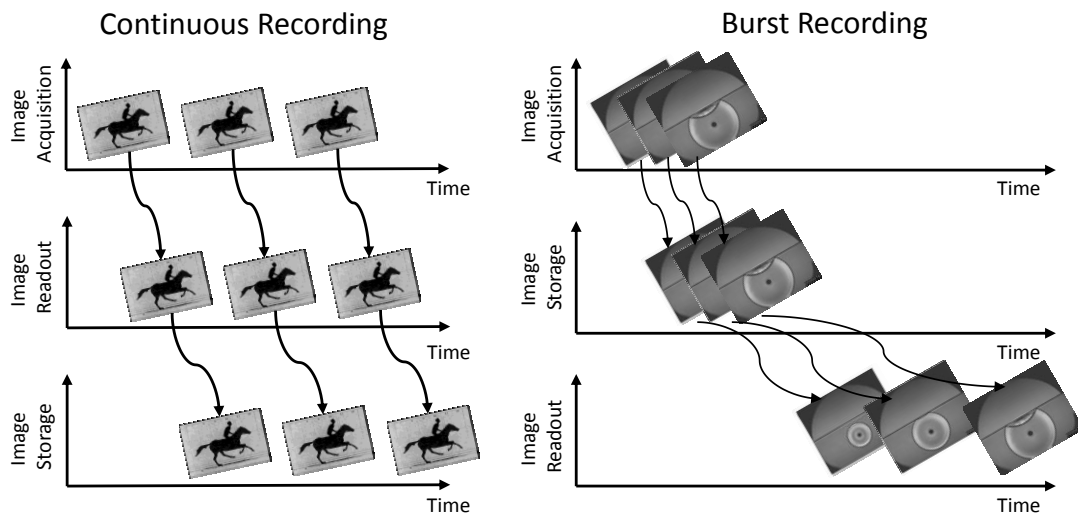 Continuous Recording
Image
Acquisition
Time
Image
Readout
Time
Image
Storage
Time
Burst Recording
Image
Acquisition
Time
Image
Storage
Time
Image
Readout
Time